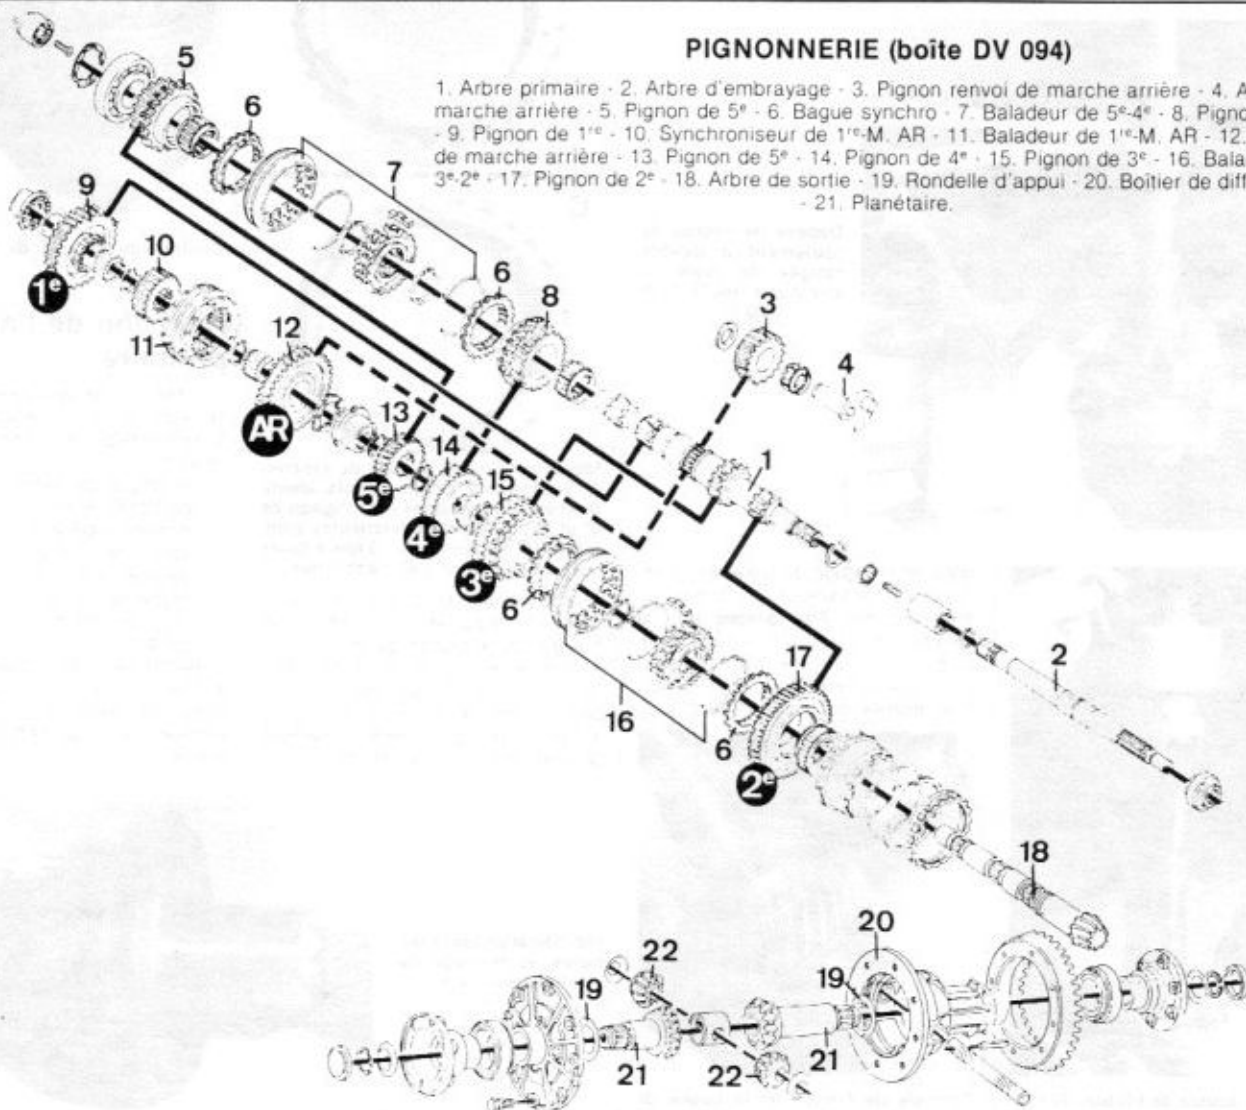 PIGNONNERIE (boîte DV 094)
1. Arbre primaire - 2. Arbre d'embrayage - 3. Pignon renvoi de marche arrière - 4. A
marche arrière - 5. Pignon de 5e - 6. Bague synchro - 7. Baladeur de 5e-4e - 8. Pigno
- 9. Pignon de 1re - 10. Synchroniseur de 1re-M. AR - 11. Baladeur de 1re-M. AR - 12.
de marche arrière - 13. Pignon de 5e - 14. Pignon de 4e - 15. Pignon de 3e - 16. Bala
3e-2e - 17. Pignon de 2e - 18. Arbre de sortie - 19. Rondelle d'appui - 20. Boîtier de diff
- 21. Planétaire.
5
6
7
9
10
1e
6
8
3
11
12
4
AR
13
14
1
5e
15
4e
3e
6
17
2
16
6
2e
18
20
22
19
19
21
22
21